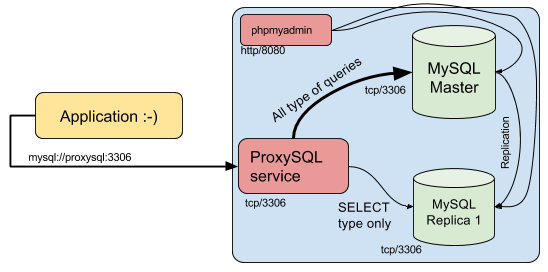 phpmyadmin
http/8080
MySQL
Master
tcp/3306
All type of queries
Application :-)
mysql://proxysql:3306
ProxySQL
service
tcp/3306
Replication
SELECT
type only
MySQL
Replica 1
tcp/3306